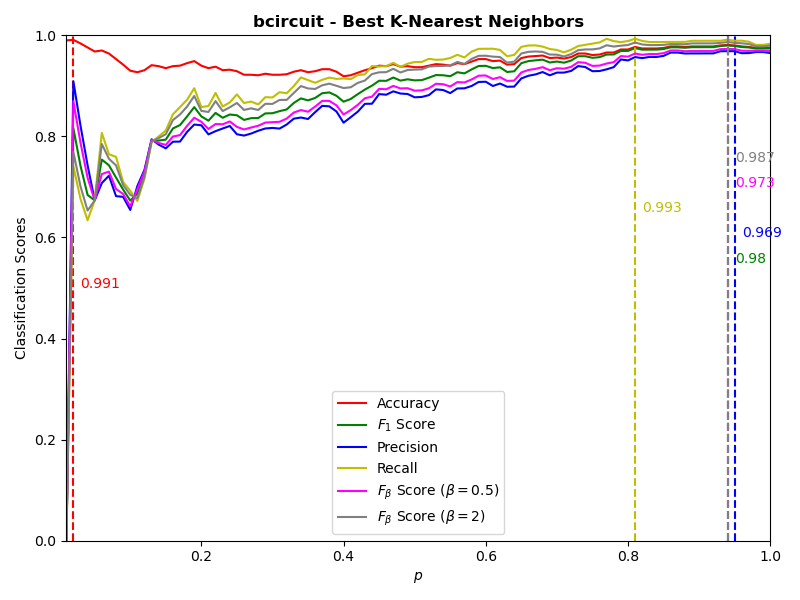 bcircuit - Best K-Nearest Neighbors
Classification Scores
1.0
0.8
0.6
0.4
0.2
0.0
0.991
0.993
0.987
0.973
0.969
0.98
Accuracy
F₁ Score
Precision
Recall
Fᵦ Score (β = 0.5)
Fᵦ Score (β = 2)
0.2
0.4
0.6
0.8
1.0
p